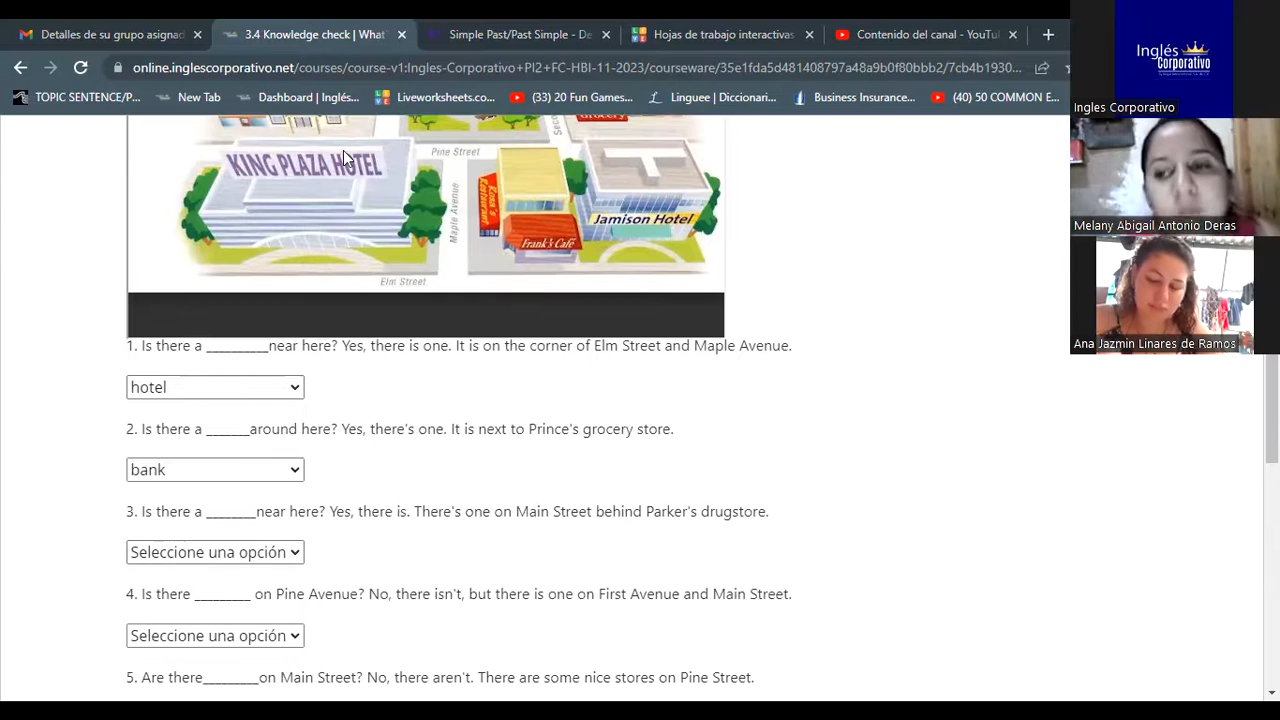 Detalles de su grupo asignad
3.4 Knowledge check | What'
Simple Past/Past Simple - De
Hojas de trabajo interactivas
Contenido del canal - YouTu
online.inglescorporativo.net/courses/course-v1:Ingles-Corporativo+PI2+FC-HBI-11-2023/courseware/35e1fda5d481408797a48a9b0f80bbb2/7cb4b1930...
TOPIC SENTENCE/P...
New Tab
Dashboard | Inglés...
Liveworksheets.co...
(33) 20 Fun Games...
Linguee | Diccionari...
Business Insurance...
(40) 50 COMMON E...
Inglés
Corporativo
Ingles Corporativo
Melany Abigail Antonio Deras
Ana Jazmin Linares de Ramos
Grocery
Pine Street
KING PLAZA HOTEL
Maple Avenue
Rosa's
Restaurant
Frank's Café
Jamison Hotel
Elm Street
1. Is there a __________near here? Yes, there is one. It is on the corner of Elm Street and Maple Avenue.
hotel
2. Is there a _______around here? Yes, there's one. It is next to Prince's grocery store.
bank
3. Is there a ________near here? Yes, there is. There's one on Main Street behind Parker's drugstore.
Seleccione una opción
4. Is there _________ on Pine Avenue? No, there isn't, but there is one on First Avenue and Main Street.
Seleccione una opción
5. Are there_________on Main Street? No, there aren't. There are some nice stores on Pine Street.